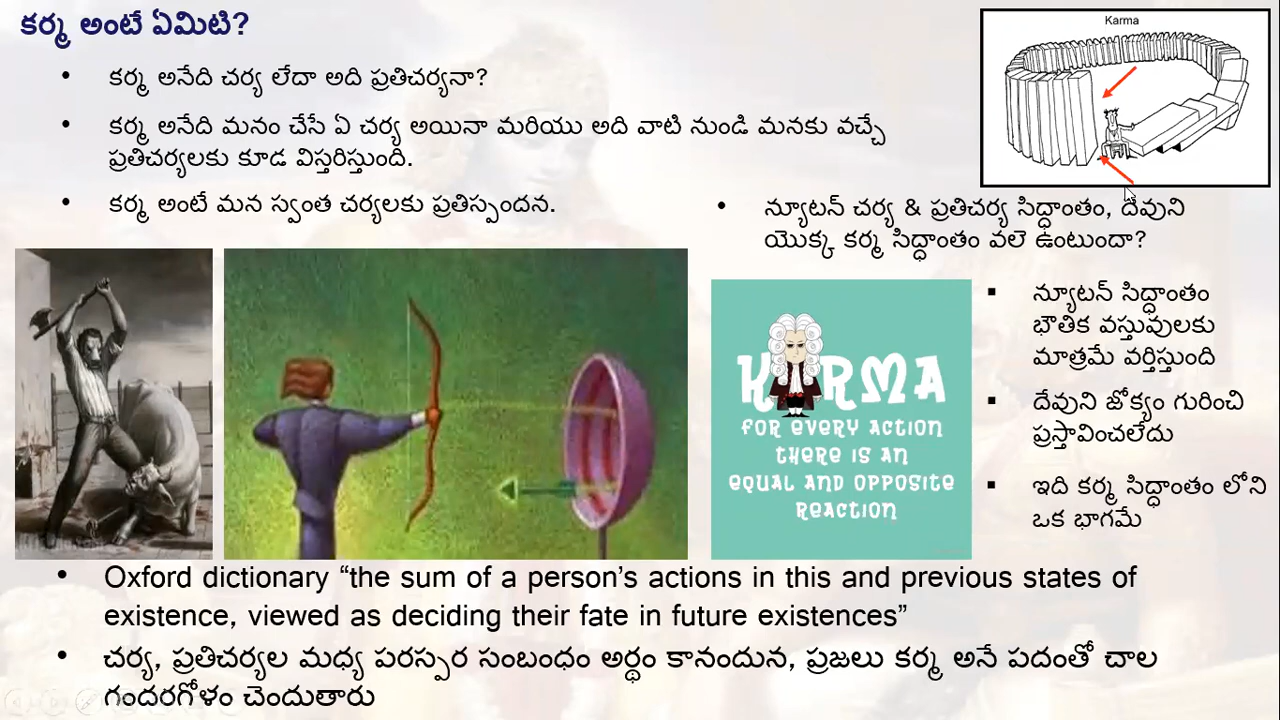 కర్మ అంటే ఏమిటి?
• కర్మ అనేది చర్య లేదా అది ప్రతిచర్యనా?
• కర్మ అనేది మనం చేసే ఏ చర్య అయినా మరియు అది వాటి నుండి మనకు వచ్చే
ప్రతిచర్యలకు కూడ విస్తరిస్తుంది.
• కర్మ అంటే మన స్వంత చర్యలకు ప్రతిస్పందన.
Karma
• న్యూటన్ చర్య & ప్రతిచర్య సిద్ధాంతం, దేవుని
యొక్క కర్మ సిద్ధాంతం వలె ఉంటుందా?
KARMA
FOR EVERY ACTION
THERE IS AN
EQUAL AND OPPOSITE
REACTION
▪ న్యూటన్ సిద్ధాంతం
భౌతిక వస్తువులకు
మాత్రమే వర్తిస్తుంది
▪ దేవుని జోక్యం గురించి
ప్రస్తావించలేదు
▪ ఇది కర్మ సిద్ధాంతం లోని
ఒక భాగమే
• Oxford dictionary “the sum of a person’s actions in this and previous states of
existence, viewed as deciding their fate in future existences”
• చర్య, ప్రతిచర్యల మధ్య పరస్పర సంబంధం అర్థం కానందున, ప్రజలు కర్మ అనే పదంతో చాల
గందరగోళం చెందుతారు